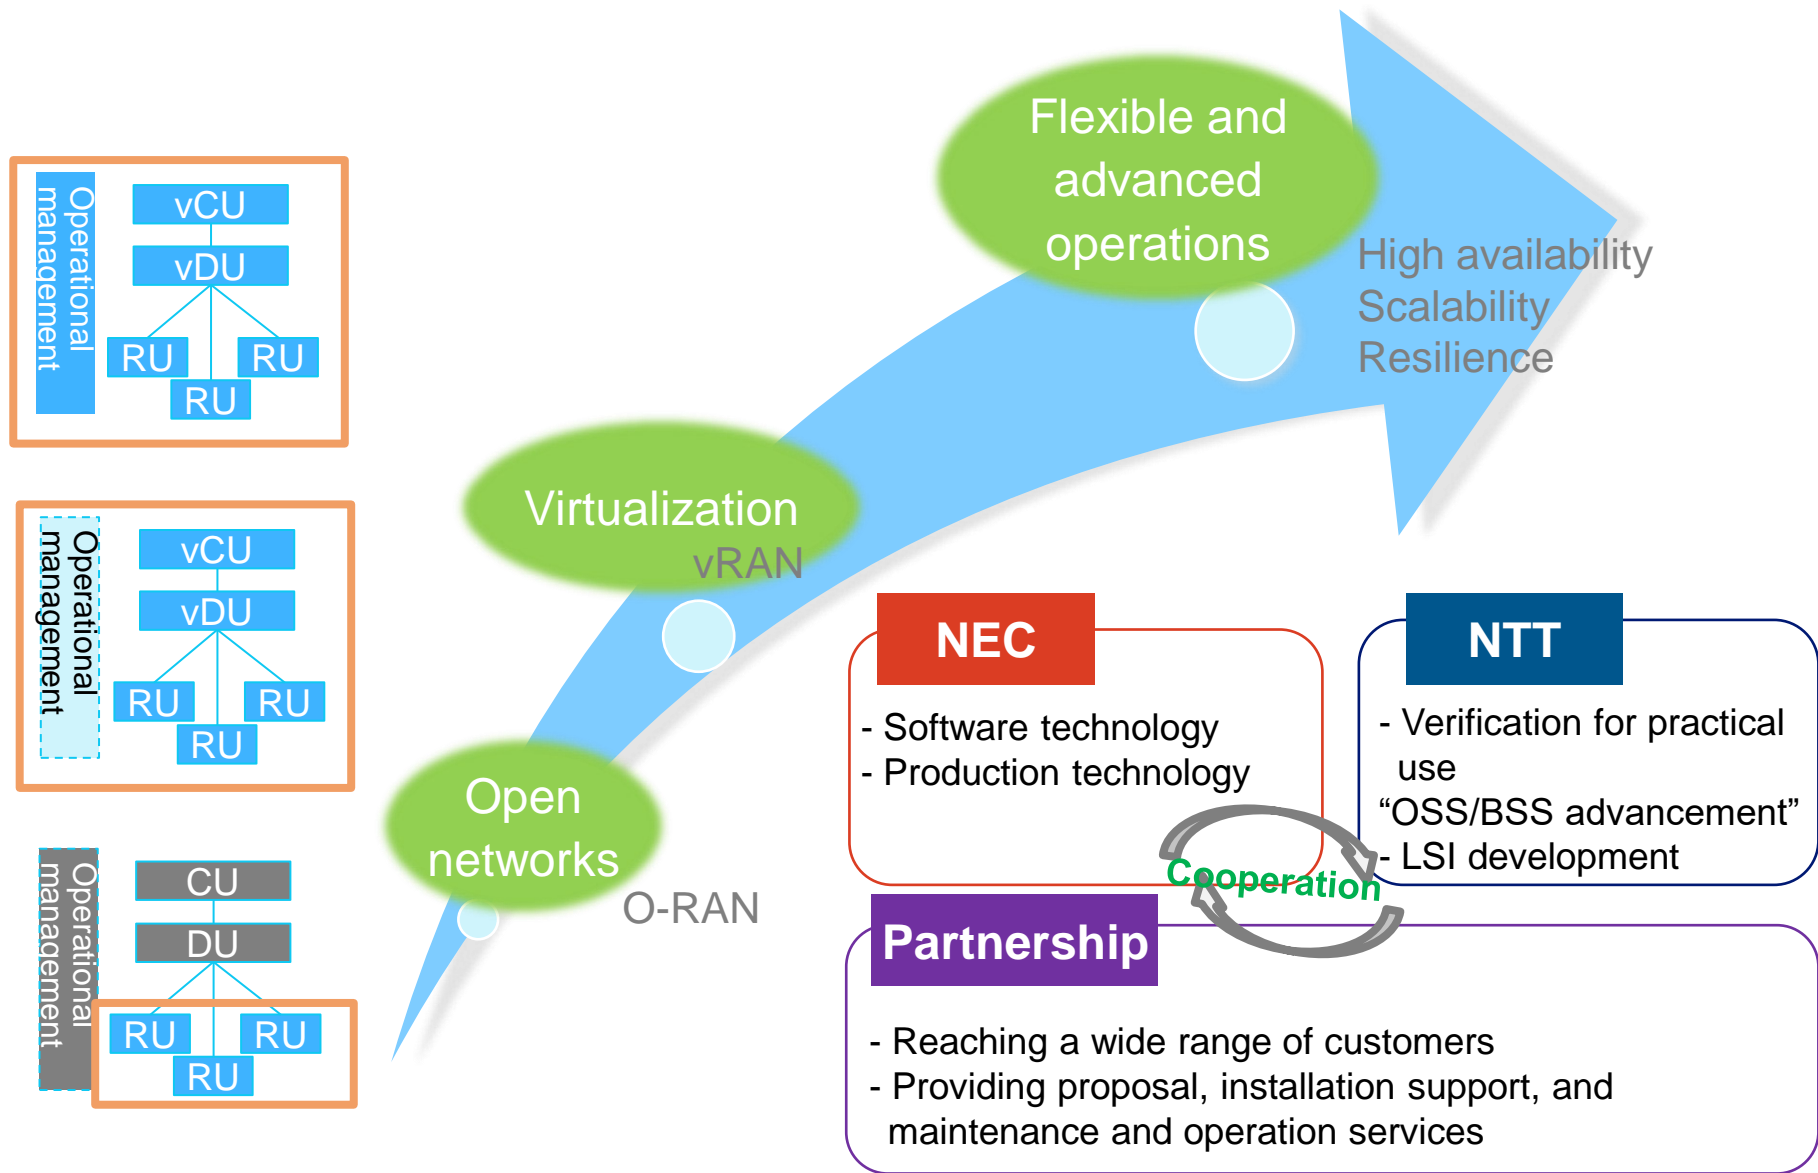 Flexible and
advanced
operations
High availability
Scalability
Resilience
Operational
management
vCU
vDU
RU
RU
RU
Virtualization
vRAN
Operational
management
vCU
vDU
RU
RU
RU
Open
networks
O-RAN
Operational
management
CU
DU
RU
RU
RU
NEC
- Software technology
- Production technology
NTT
- Verification for practical
use
“OSS/BSS advancement”
- LSI development
Cooperation
Partnership
- Reaching a wide range of customers
- Providing proposal, installation support, and
maintenance and operation services